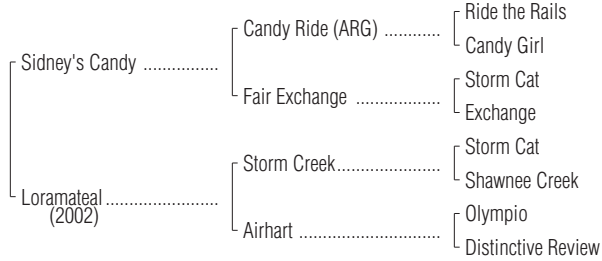 Ride the Rails
Candy Ride (ARG) ............
Candy Girl
Sidney's Candy ................
Storm Cat
Fair Exchange ..................
Exchange
Storm Cat
Storm Creek......................
Shawnee Creek
Loramateal........................
(2002)
Olympio
Airhart ..............................
Distinctive Review